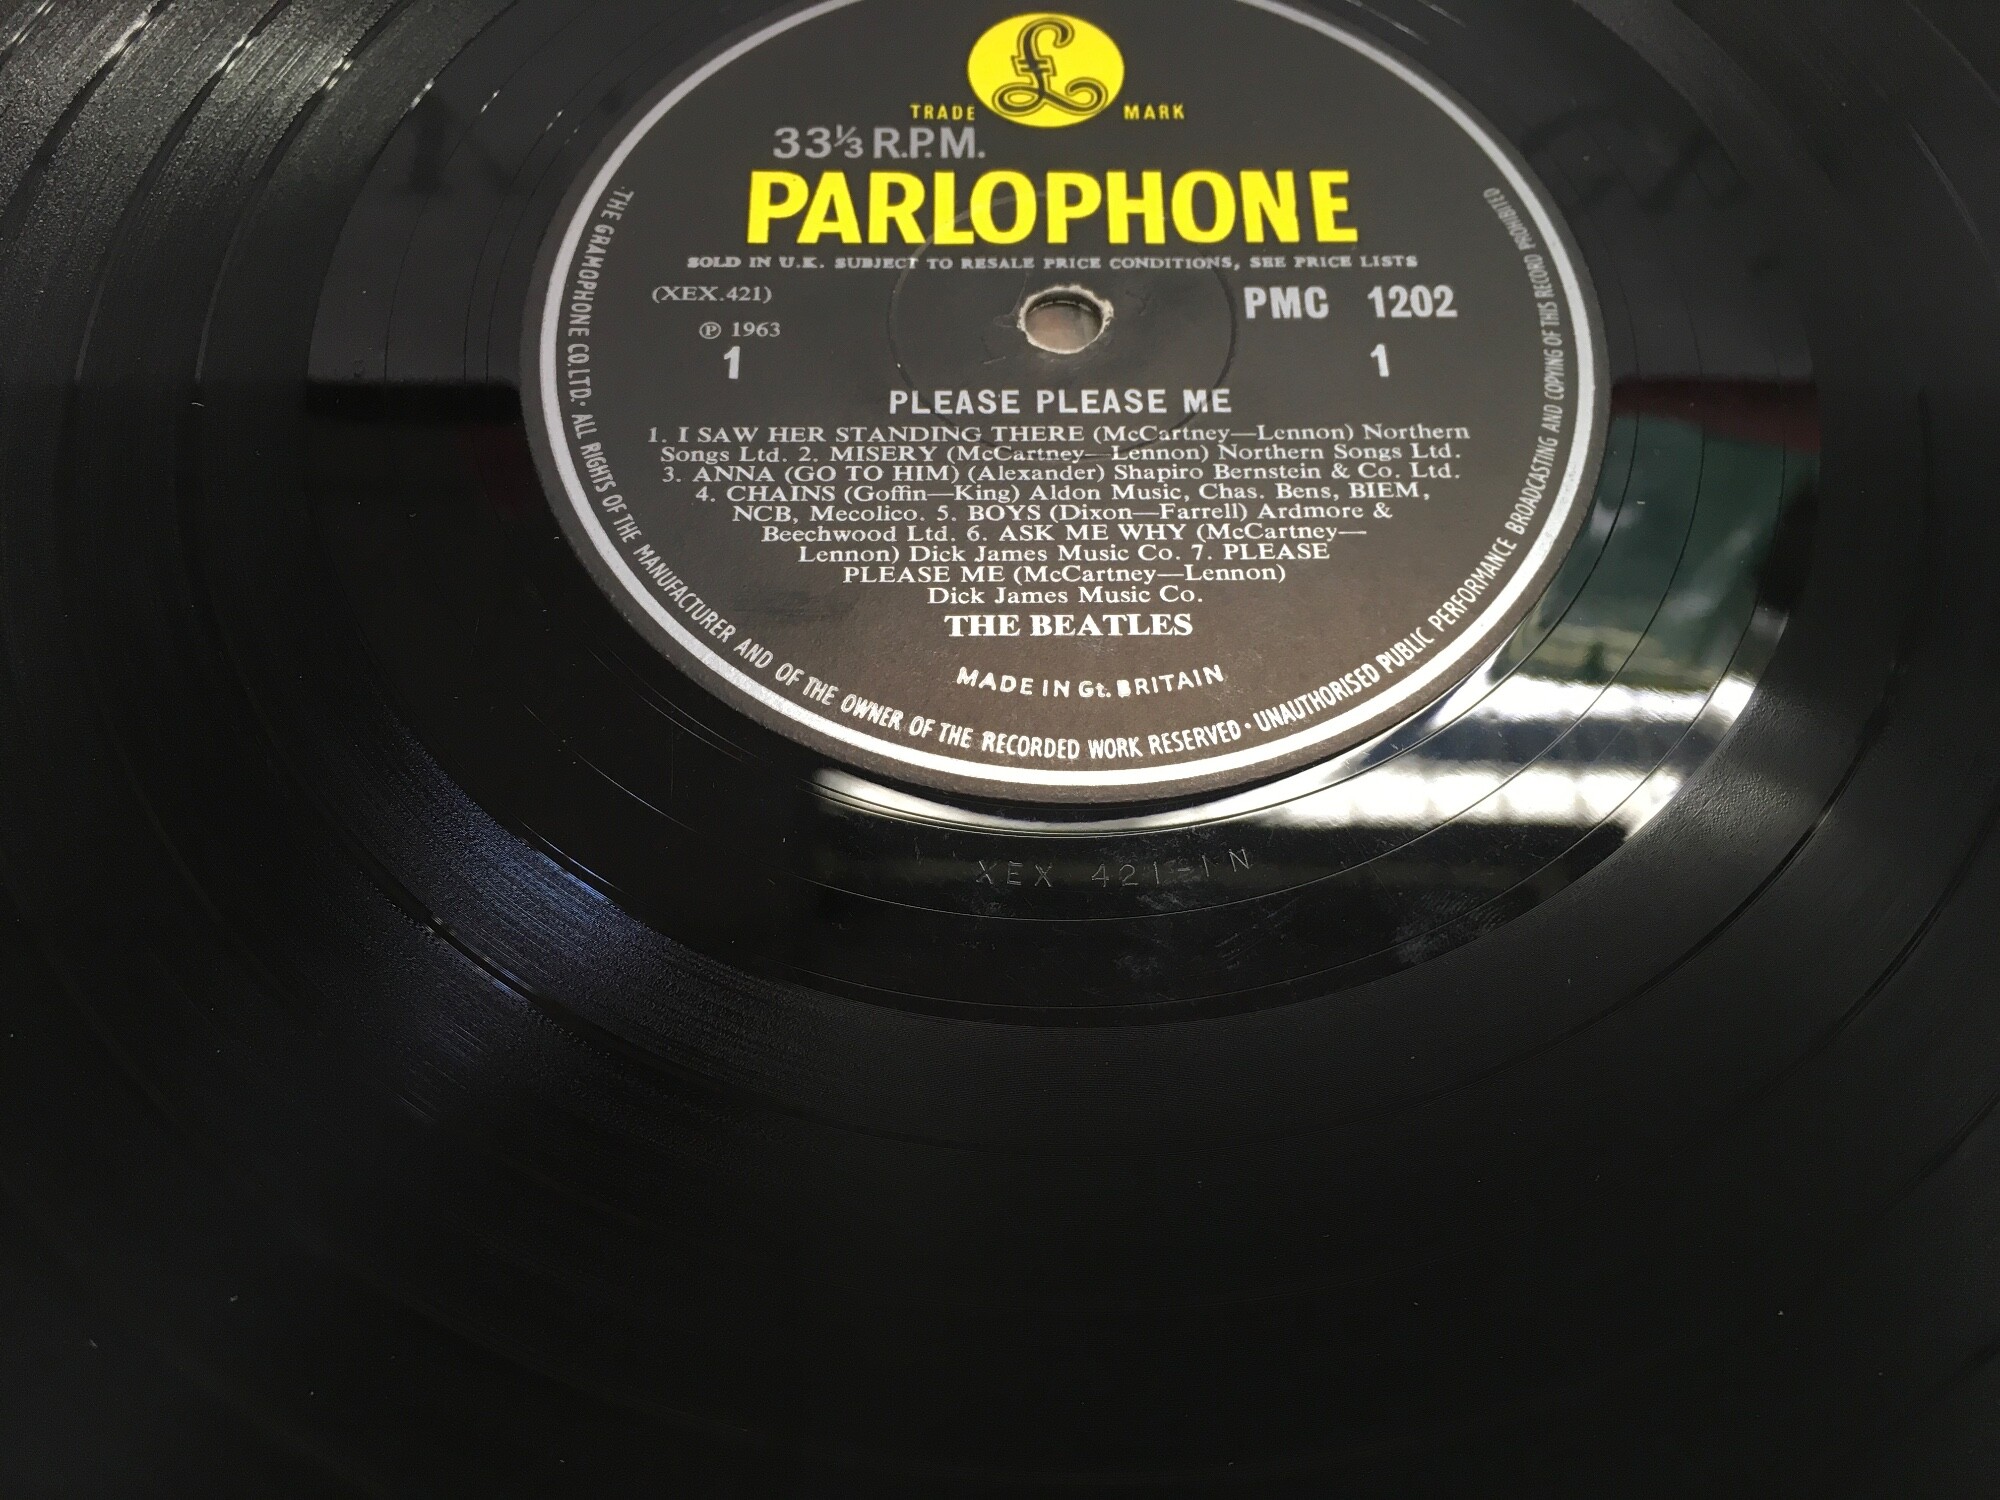 £
TRADE MARK
33⅓ R.P.M.
PARLOPHONE
SOLD IN U.K. SUBJECT TO RESALE PRICE CONDITIONS, SEE PRICE LISTS
(XEX.421)
PMC 1202
℗ 1963
1
1
PLEASE PLEASE ME
1. I SAW HER STANDING THERE (McCartney—Lennon) Northern
Songs Ltd. 2. MISERY (McCartney—Lennon) Northern Songs Ltd.
3. ANNA (GO TO HIM) (Alexander) Shapiro Bernstein & Co. Ltd.
4. CHAINS (Goffin—King) Aldon Music, Chas. Bens, BIEM,
NCB, Mecolico. 5. BOYS (Dixon—Farrell) Ardmore &
Beechwood Ltd. 6. ASK ME WHY (McCartney—
Lennon) Dick James Music Co. 7. PLEASE
PLEASE ME (McCartney—Lennon)
Dick James Music Co.
THE BEATLES
MADE IN Gt. BRITAIN
THE GRAMOPHONE CO. LTD. · ALL RIGHTS OF THE MANUFACTURER AND OF THE OWNER OF THE RECORDED WORK RESERVED · UNAUTHORISED PUBLIC PERFORMANCE BROADCASTING AND COPYING OF THIS RECORD PROHIBITED
XEX 421-1N